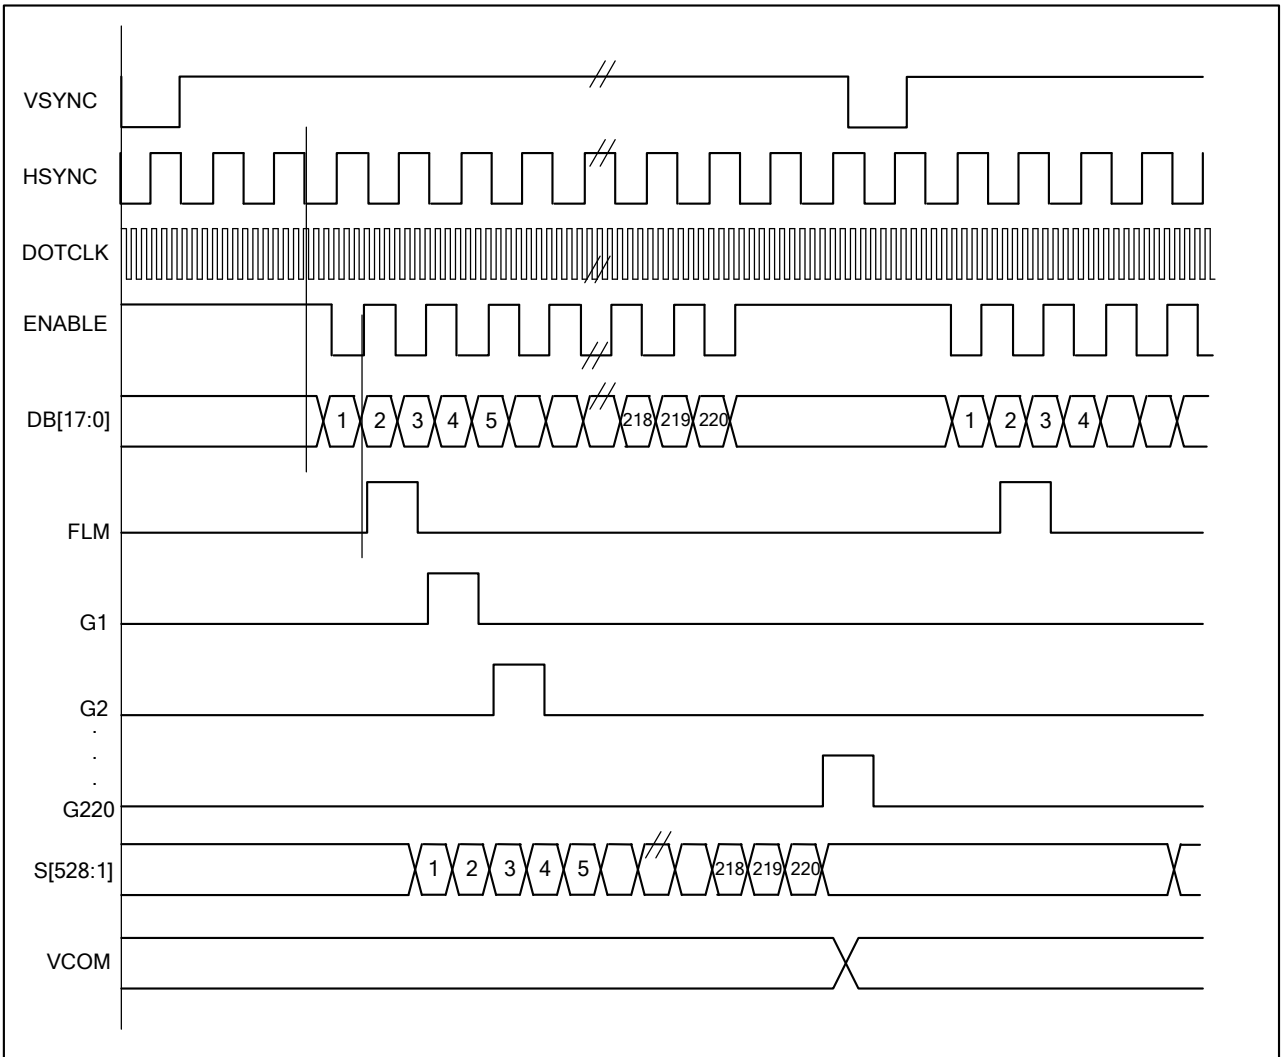 VSYNC
HSYNC
DOTCLK
ENABLE
DB[17:0] 1 2 3 4 5 218 219 220 1 2 3 4
FLM
G1
G2
.
.
.
G220
S[528:1] 1 2 3 4 5 218 219 220
VCOM